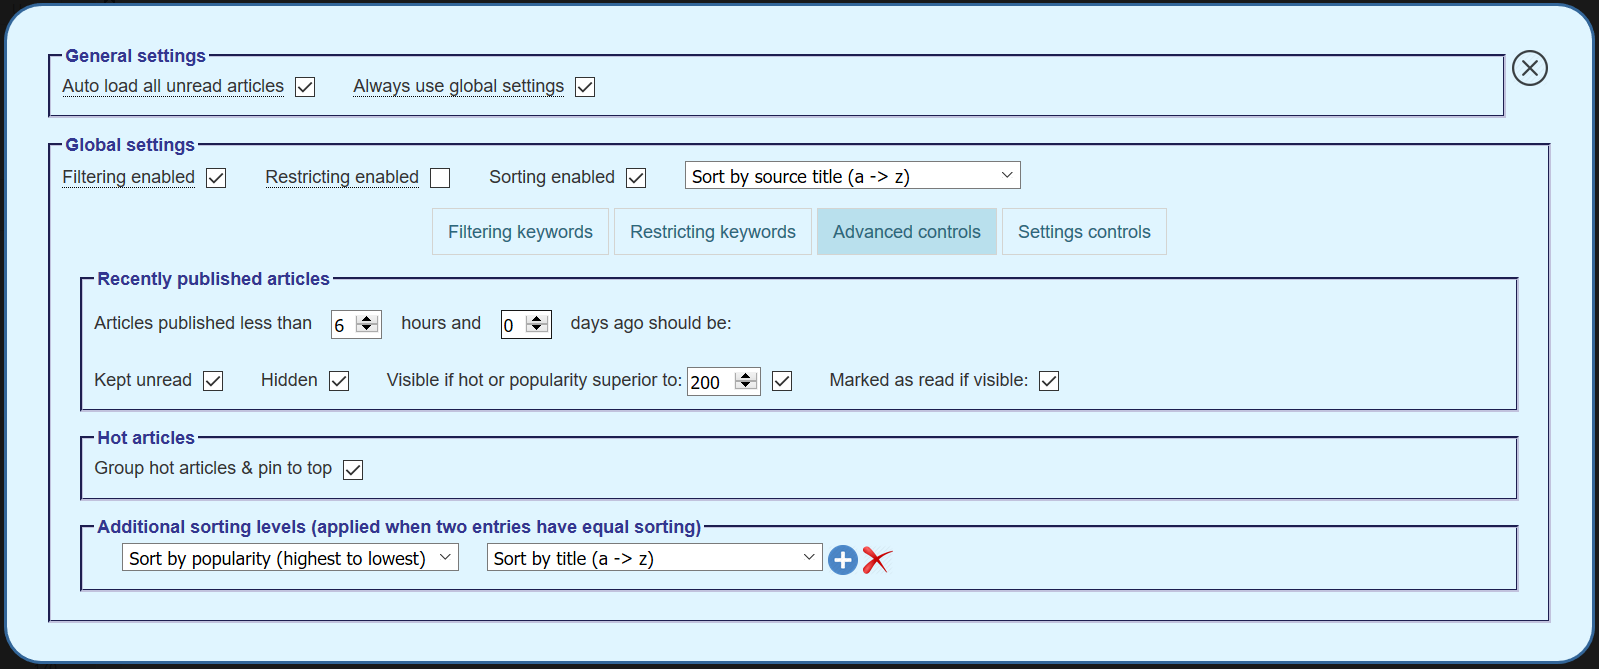 General settings
Auto load all unread articles Always use global settings
Global settings
Filtering enabled Restricting enabled Sorting enabled Sort by source title (a -> z)
Filtering keywords Restricting keywords Advanced controls Settings controls
Recently published articles
Articles published less than 6 hours and 0 days ago should be:
Kept unread Hidden Visible if hot or popularity superior to: 200 Marked as read if visible:
Hot articles
Group hot articles & pin to top
Additional sorting levels (applied when two entries have equal sorting)
Sort by popularity (highest to lowest) Sort by title (a -> z)